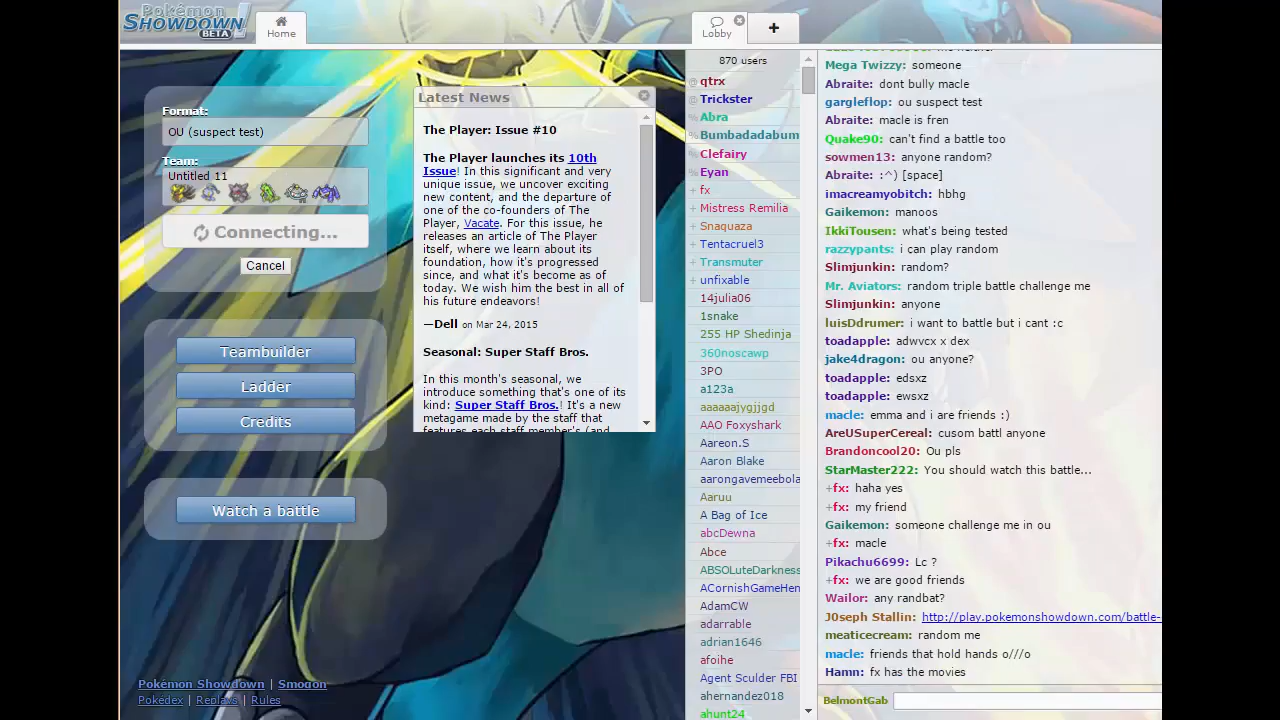 Pokémon
SHOWDOWN!
BETA
Home
Lobby
+
Format:
OU (suspect test)
Team:
Untitled 11
Connecting...
Cancel
Teambuilder
Ladder
Credits
Watch a battle
Pokémon Showdown | Smogon
Pokédex | Replays | Rules
Latest News
The Player: Issue #10
The Player launches its 10th
Issue! In this significant and very
unique issue, we uncover exciting
new content, and the departure of
one of the co-founders of The
Player, Vacate. For this issue, he
releases an article of The Player
itself, where we learn about its
foundation, how it's progressed
since, and what it's become as of
today. We wish him the best in all of
his future endeavors!
—Dell on Mar 24, 2015
Seasonal: Super Staff Bros.
In this month's seasonal, we
introduce something that's one of its
kind: Super Staff Bros.! It's a new
metagame made by the staff that
features each staff member's (and
870 users
@ qtrx
@ Trickster
% Abra
% Bumbadadabum
% Clefairy
% Eyan
+ fx
+ Mistress Remilia
+ Snaquaza
+ Tentacruel3
+ Transmuter
+ unfixable
14julia06
1snake
255 HP Shedinja
360noscawp
3PO
a123a
aaaaaajygjjgd
AAO Foxyshark
Aareon.S
Aaron Blake
aarongavemeebola
Aaruu
A Bag of Ice
abcDewna
Abce
ABSOLuteDarkness
ACornishGameHen
AdamCW
adarrable
adrian1646
afoihe
Agent Sculder FBI
ahernandez018
ahunt24
Mega Twizzy: someone
Abraite: dont bully macle
gargleflop: ou suspect test
Abraite: macle is fren
Quake90: can't find a battle too
sowmen13: anyone random?
Abraite: :^) [space]
imacreamyobitch: hbhg
Gaikemon: manoos
IkkiTousen: what's being tested
razzypants: i can play random
Slimjunkin: random?
Mr. Aviators: random triple battle challenge me
Slimjunkin: anyone
luisDdrumer: i want to battle but i cant :c
toadapple: adwvcx x dex
jake4dragon: ou anyone?
toadapple: edsxz
toadapple: ewsxz
macle: emma and i are friends :)
AreUSuperCereal: cusom battl anyone
Brandoncool20: Ou pls
StarMaster222: You should watch this battle...
+fx: haha yes
+fx: my friend
Gaikemon: someone challenge me in ou
+fx: macle
Pikachu6699: Lc ?
+fx: we are good friends
Wailor: any randbat?
J0seph Stallin: http://play.pokemonshowdown.com/battle-
meaticecream: random me
macle: friends that hold hands o///o
Hamn: fx has the movies
BelmontGab